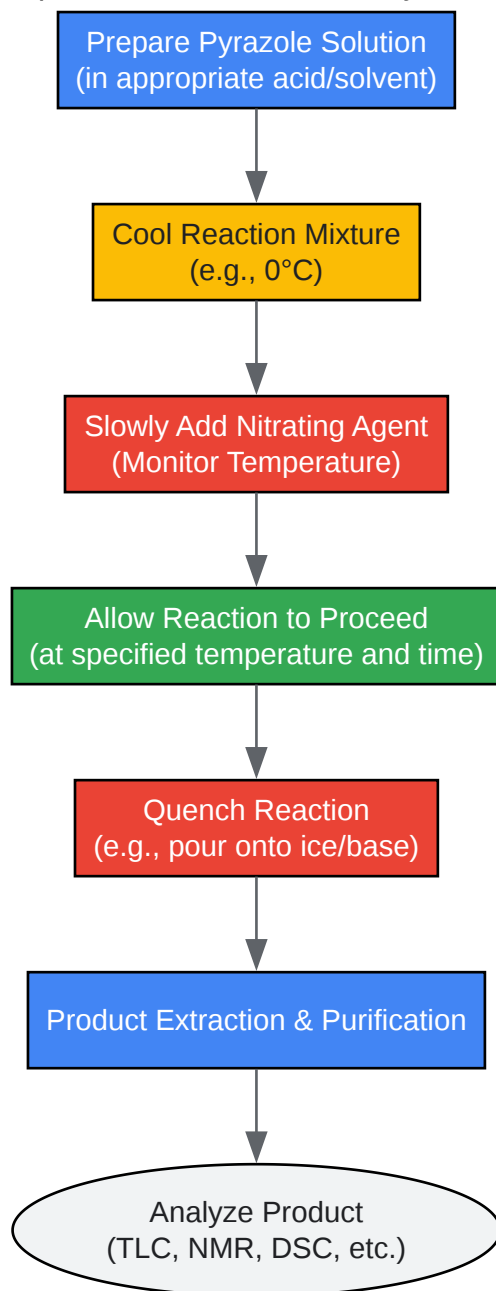 Prepare Pyrazole Solution
(in appropriate acid/solvent)
Cool Reaction Mixture
(e.g., 0°C)
Slowly Add Nitrating Agent
(Monitor Temperature)
Allow Reaction to Proceed
(at specified temperature and time)
Quench Reaction
(e.g., pour onto ice/base)
Product Extraction & Purification
Analyze Product
(TLC, NMR, DSC, etc.)